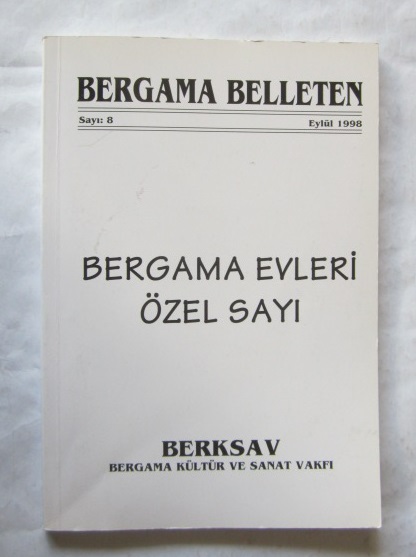 BERGAMA BELLETEN
Sayı: 8 Eylül 1998
BERGAMA EVLERİ
ÖZEL SAYI
BERKSAV
BERGAMA KÜLTÜR VE SANAT VAKFI